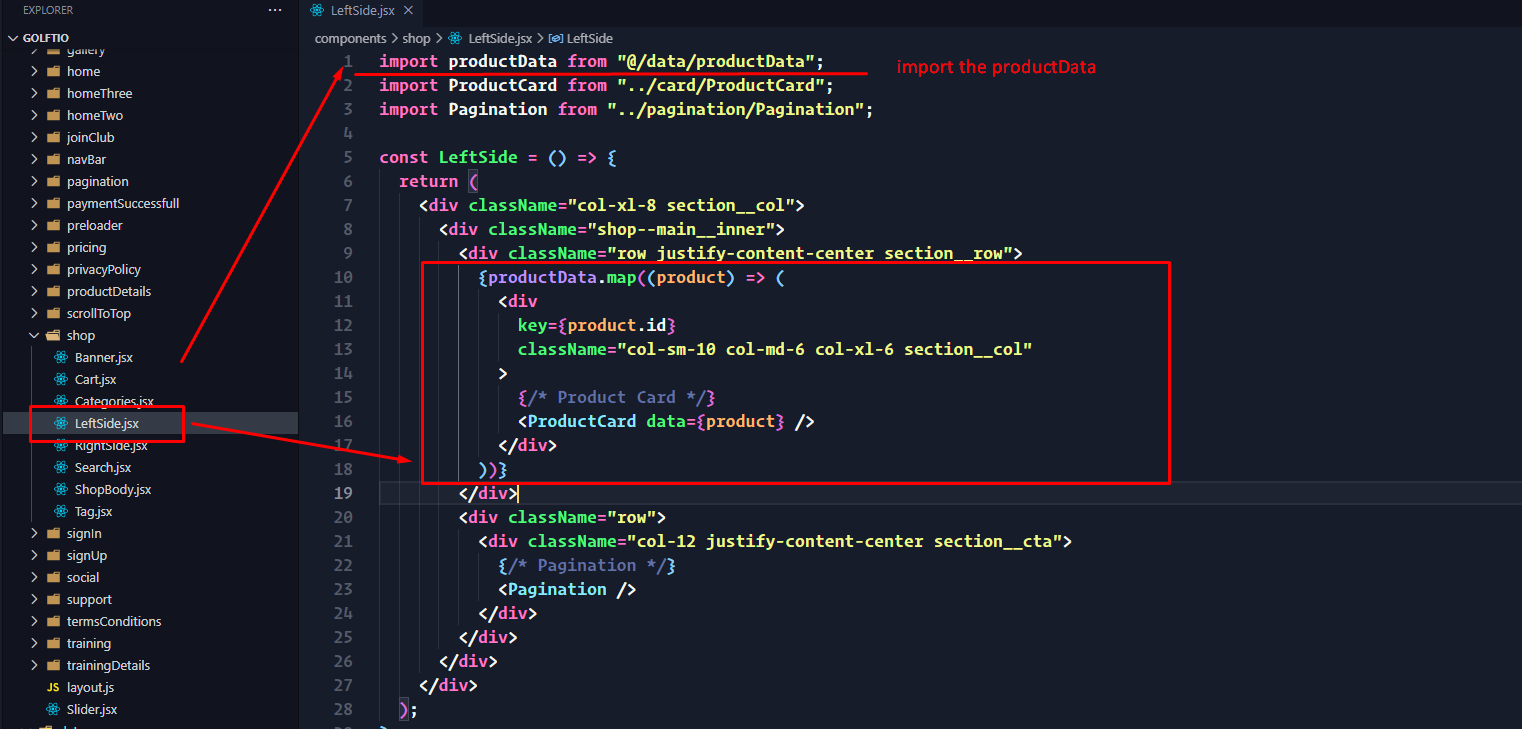 EXPLORER
···
GOLFTIO
gallery
home
homeThree
homeTwo
joinClub
navBar
pagination
paymentSuccessfull
preloader
pricing
privacyPolicy
productDetails
scrollToTop
shop
Banner.jsx
Cart.jsx
Categories.jsx
LeftSide.jsx
RightSide.jsx
Search.jsx
ShopBody.jsx
Tag.jsx
signIn
signUp
social
support
termsConditions
training
trainingDetails
JS layout.js
Slider.jsx
LeftSide.jsx ×
components > shop > LeftSide.jsx > LeftSide
1 import productData from "@/data/productData";
import the productData
2 import ProductCard from "../card/ProductCard";
3 import Pagination from "../pagination/Pagination";
4
5 const LeftSide = () => {
6 return (
7 <div className="col-xl-8 section__col">
8 <div className="shop--main__inner">
9 <div className="row justify-content-center section__row">
10 {productData.map((product) => (
11 <div
12 key={product.id}
13 className="col-sm-10 col-md-6 col-xl-6 section__col"
14 >
15 {/* Product Card */}
16 <ProductCard data={product} />
17 </div>
18 ))}
19 </div>
20 <div className="row">
21 <div className="col-12 justify-content-center section__cta">
22 {/* Pagination */}
23 <Pagination />
24 </div>
25 </div>
26 </div>
27 </div>
28 );